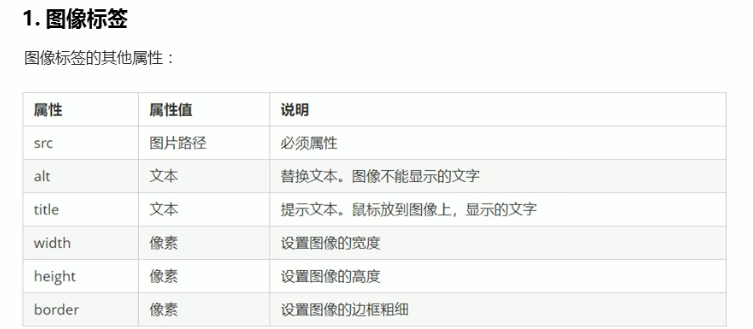 1. 图像标签
图像标签的其他属性：
属性 属性值 说明
src 图片路径 必须属性
alt 文本 替换文本。图像不能显示的文字
title 文本 提示文本。鼠标放到图像上，显示的文字
width 像素 设置图像的宽度
height 像素 设置图像的高度
border 像素 设置图像的边框粗细